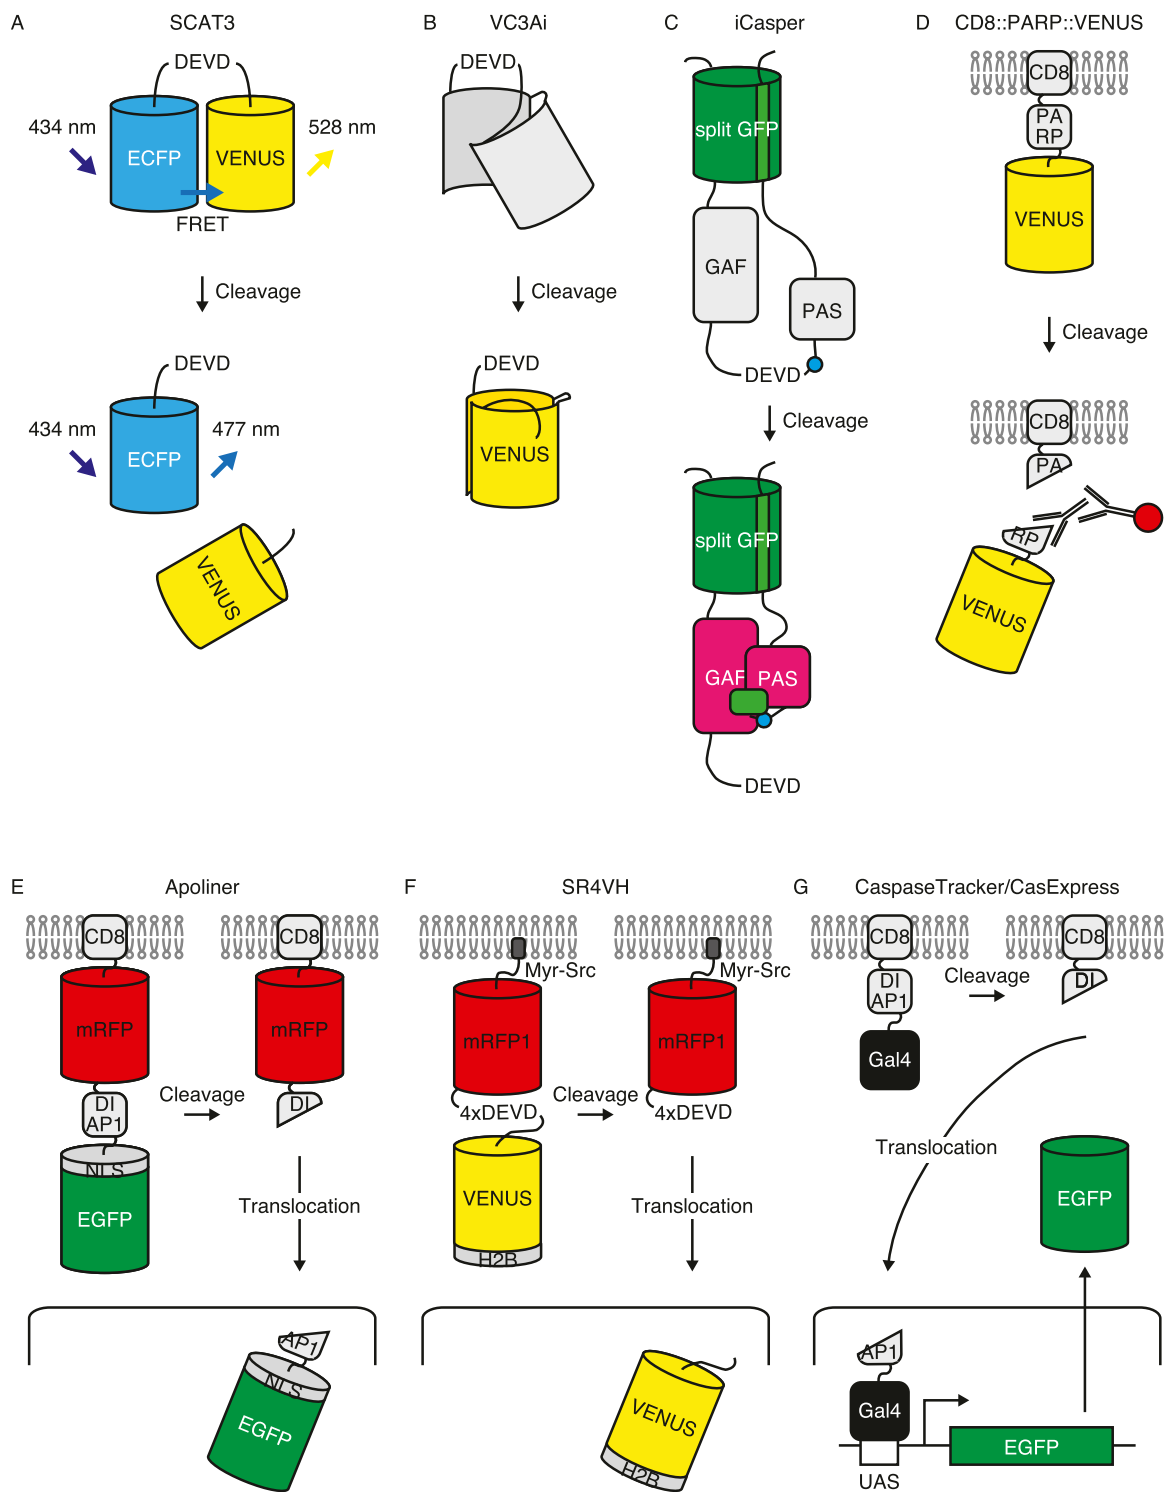 A SCAT3
DEVD
434 nm
528 nm
ECFP
VENUS
FRET
Cleavage
DEVD
434 nm
477 nm
ECFP
VENUS
B VC3Ai
DEVD
Cleavage
DEVD
VENUS
C iCasper
split GFP
GAF
PAS
DEVD
Cleavage
split GFP
GAF
PAS
DEVD
D CD8::PARP::VENUS
CD8
PA
RP
VENUS
Cleavage
CD8
PA
RP
VENUS
E Apoliner
CD8
CD8
mRFP
mRFP
Cleavage
DI
AP1
DI
NLS
EGFP
Translocation
AP1
NLS
EGFP
F SR4VH
Myr-Src
Myr-Src
mRFP1
mRFP1
Cleavage
4xDEVD
4xDEVD
VENUS
H2B
Translocation
VENUS
H2B
G CaspaseTracker/CasExpress
CD8
CD8
Cleavage
DI
AP1
DI
Gal4
Translocation
EGFP
AP1
Gal4
EGFP
UAS